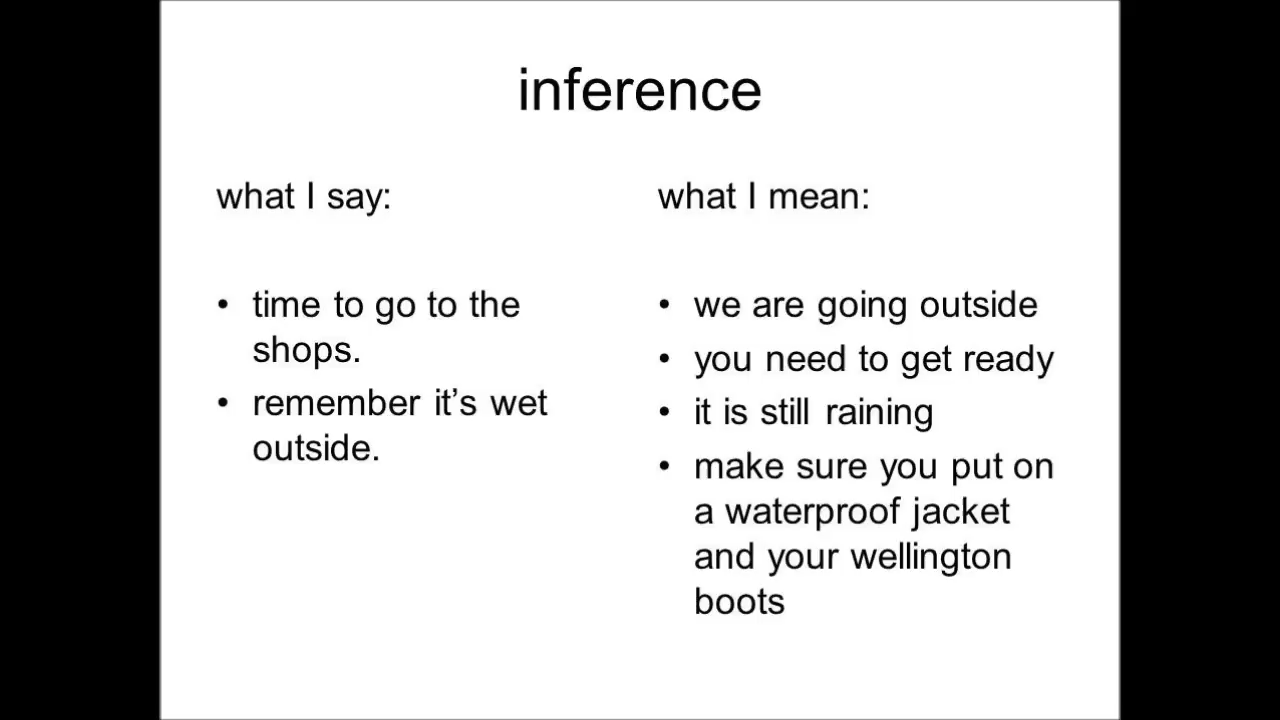 inference
what I say:
• time to go to the
shops.
• remember it’s wet
outside.
what I mean:
• we are going outside
• you need to get ready
• it is still raining
• make sure you put on
a waterproof jacket
and your wellington
boots